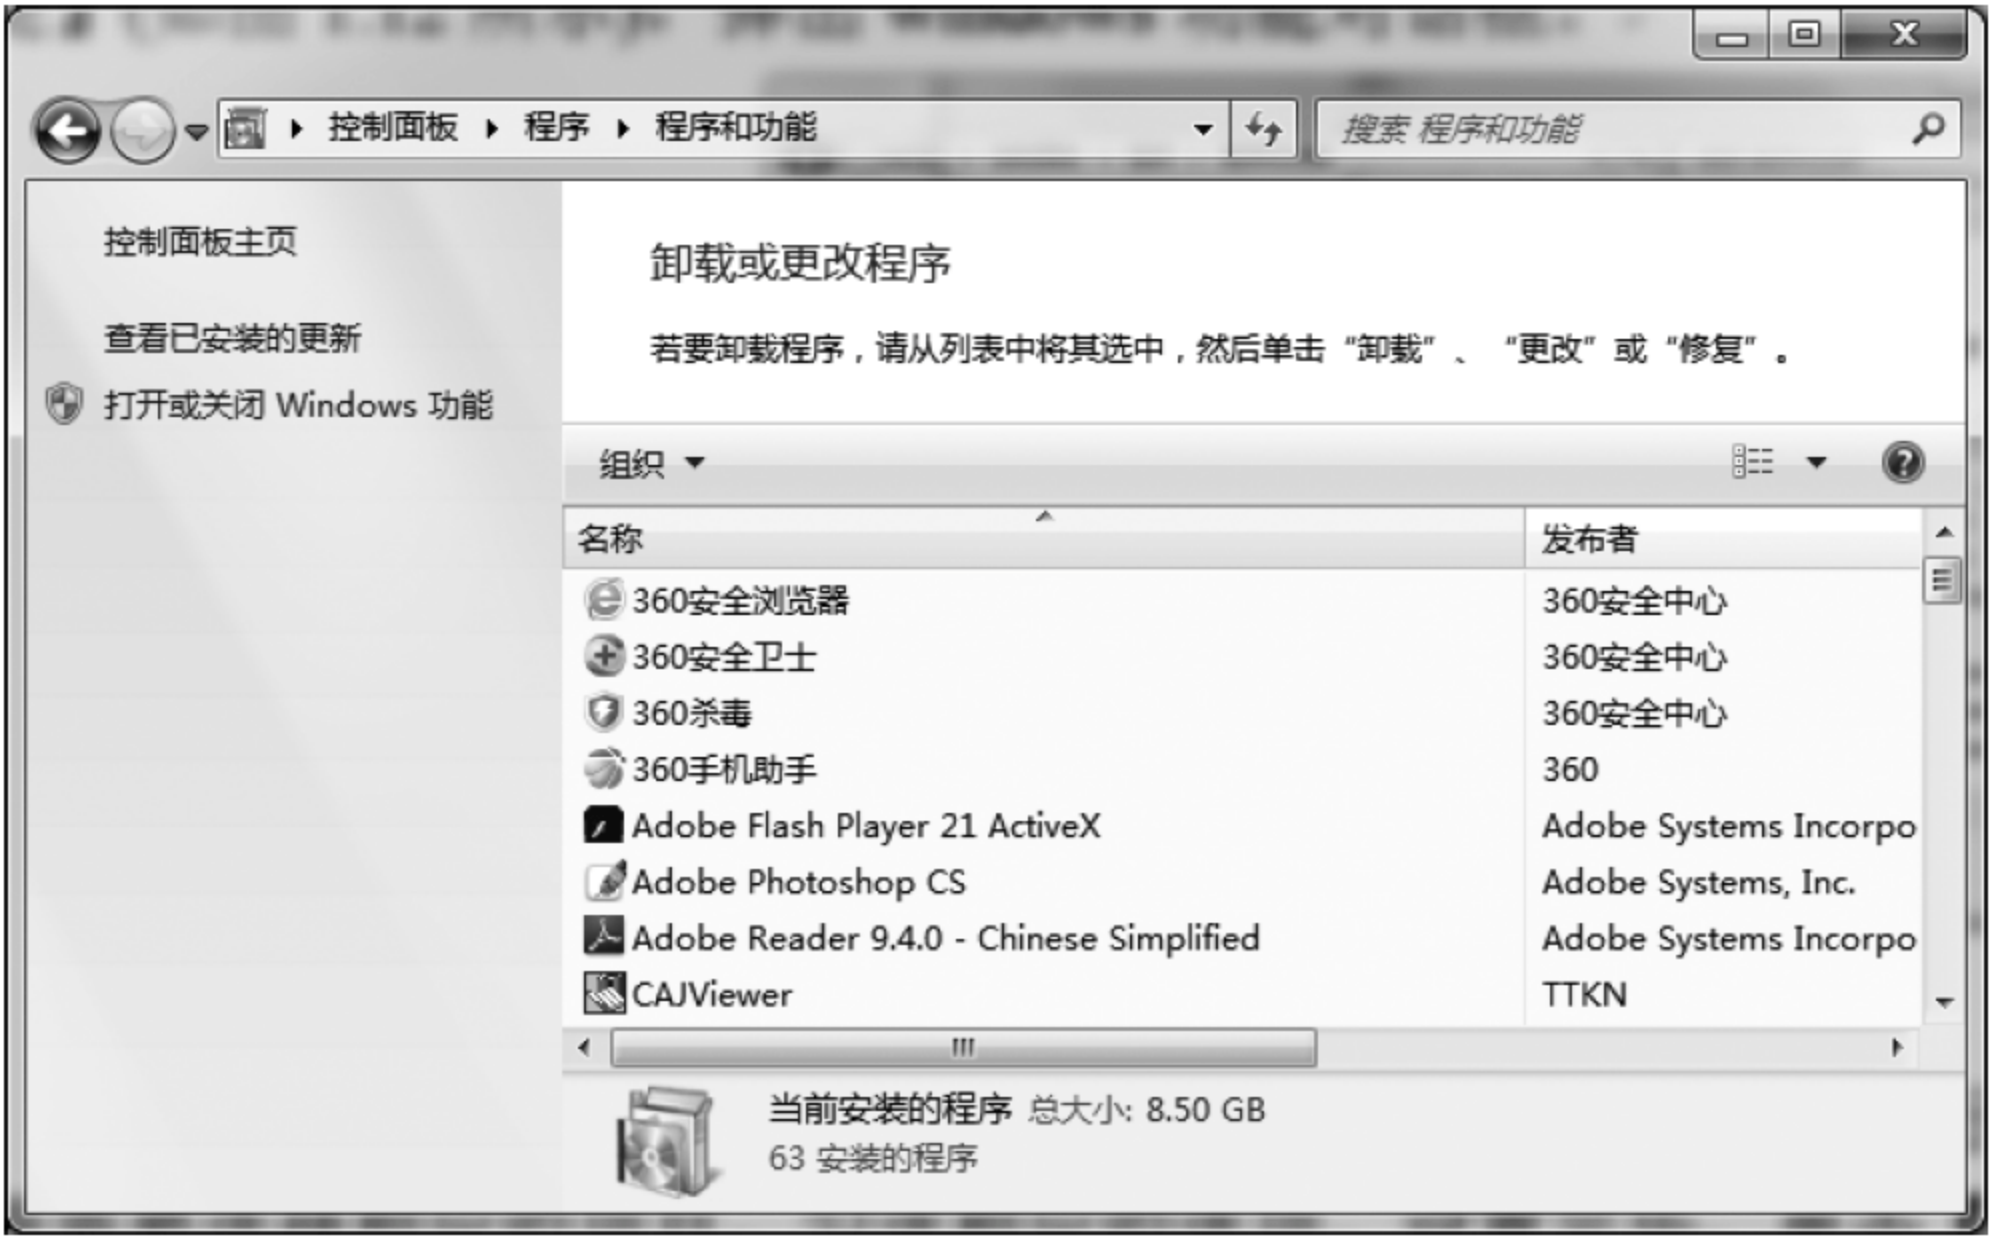 控制面板 程序 程序和功能
搜索 程序和功能
控制面板主页
查看已安装的更新
打开或关闭 Windows 功能
卸载或更改程序
若要卸载程序，请从列表中将其选中，然后单击“卸载”、“更改”或“修复”。
组织
名称 发布者
360安全浏览器 360安全中心
360安全卫士 360安全中心
360杀毒 360安全中心
360手机助手 360
Adobe Flash Player 21 ActiveX Adobe Systems Incorpo
Adobe Photoshop CS Adobe Systems, Inc.
Adobe Reader 9.4.0 - Chinese Simplified Adobe Systems Incorpo
CAJViewer TTKN
当前安装的程序 总大小: 8.50 GB
63 安装的程序